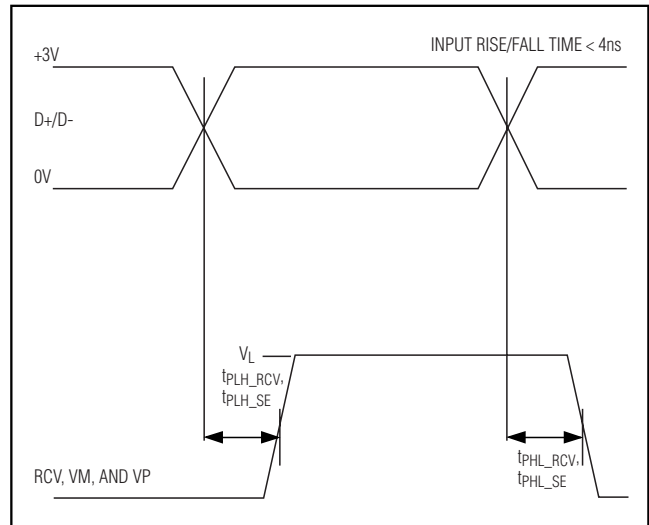 INPUT RISE/FALL TIME < 4ns
+3V
D+/D-
0V
VL
tPLH_RCV,
tPLH_SE
tPHL_RCV,
tPHL_SE
RCV, VM, AND VP